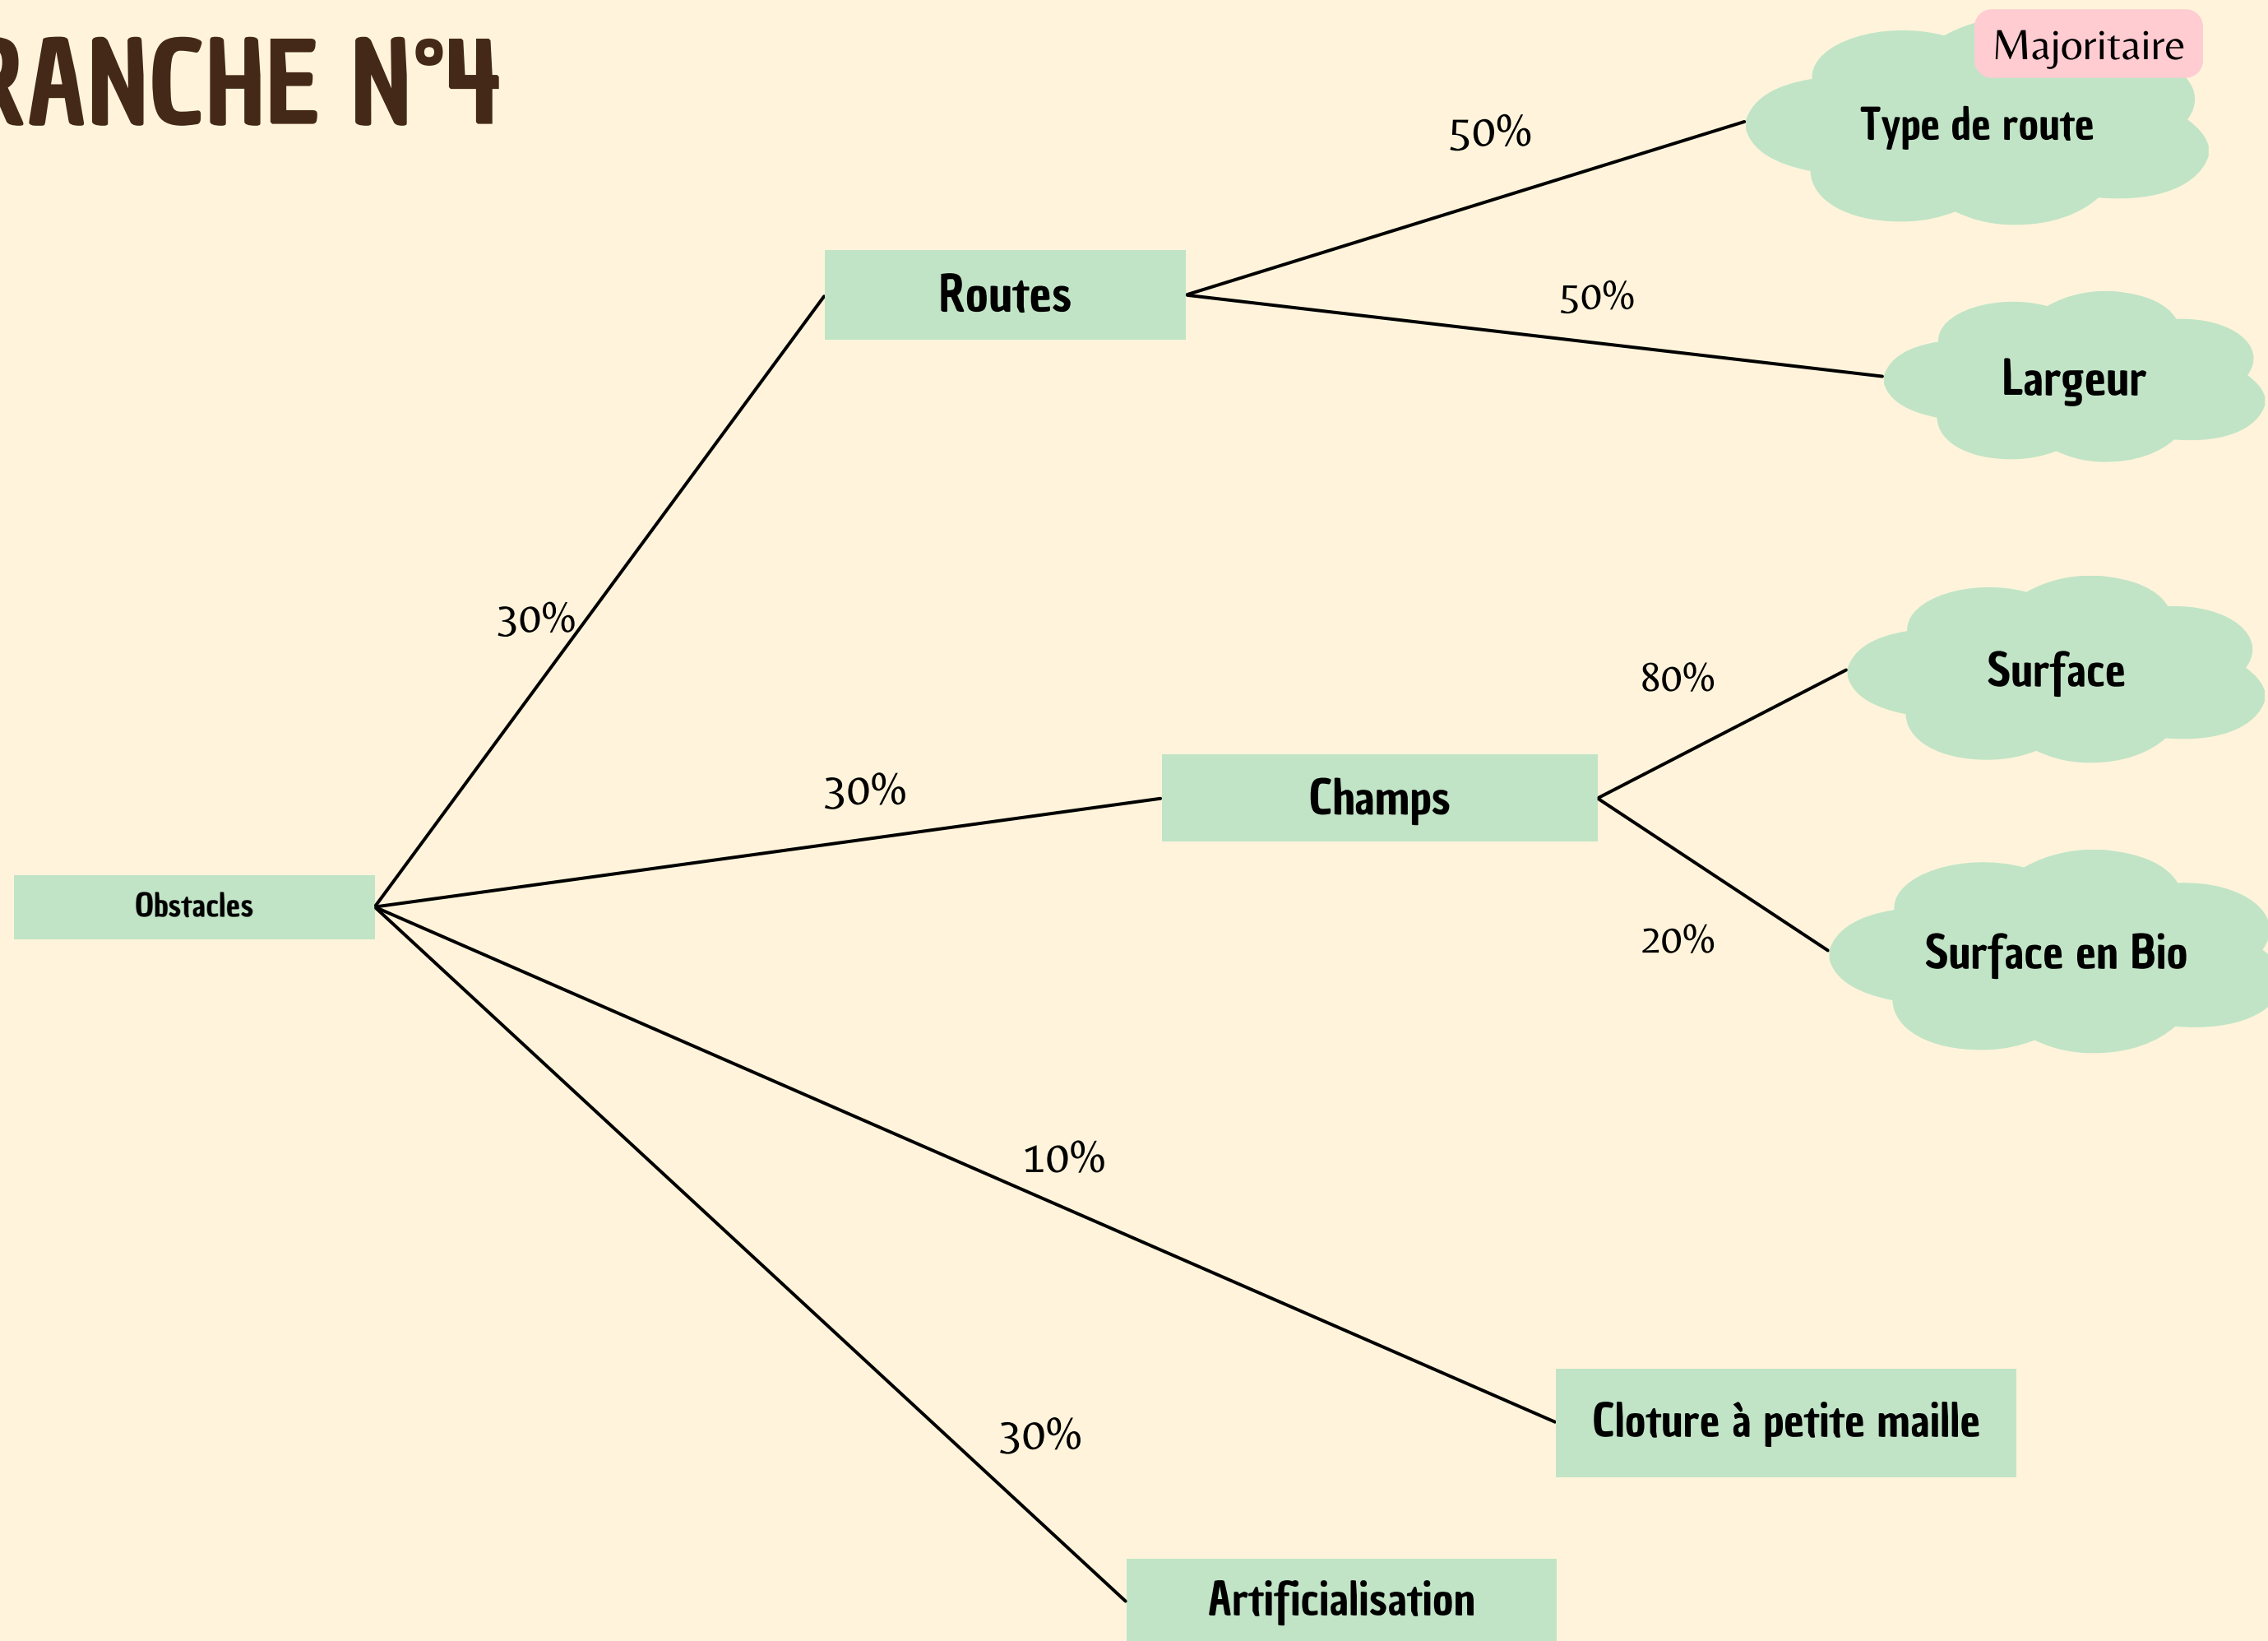 RANCHE N°4
Majoritaire
Type de route
50%
Routes
50%
Largeur
30%
Surface
80%
30%
Champs
Obstacles
20%
Surface en Bio
10%
Cloture à petite maille
30%
Artificialisation